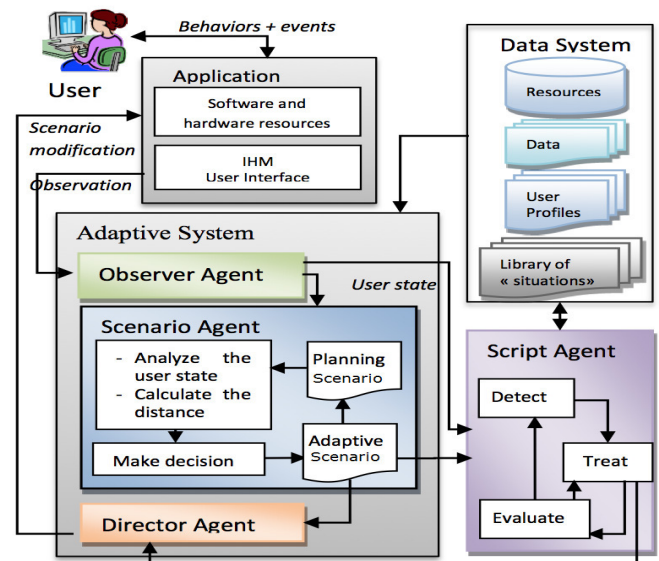 Behaviors + events
User
Application
Software and
hardware resources
IHM
User Interface
Scenario
modification
Observation
Data System
Resources
Data
User
Profiles
Library of
« situations»
Adaptive System
Observer Agent
User state
Scenario Agent
- Analyze the
user state
- Calculate the
distance
Planning
Scenario
Make decision
Adaptive
Scenario
Director Agent
Script Agent
Detect
Treat
Evaluate